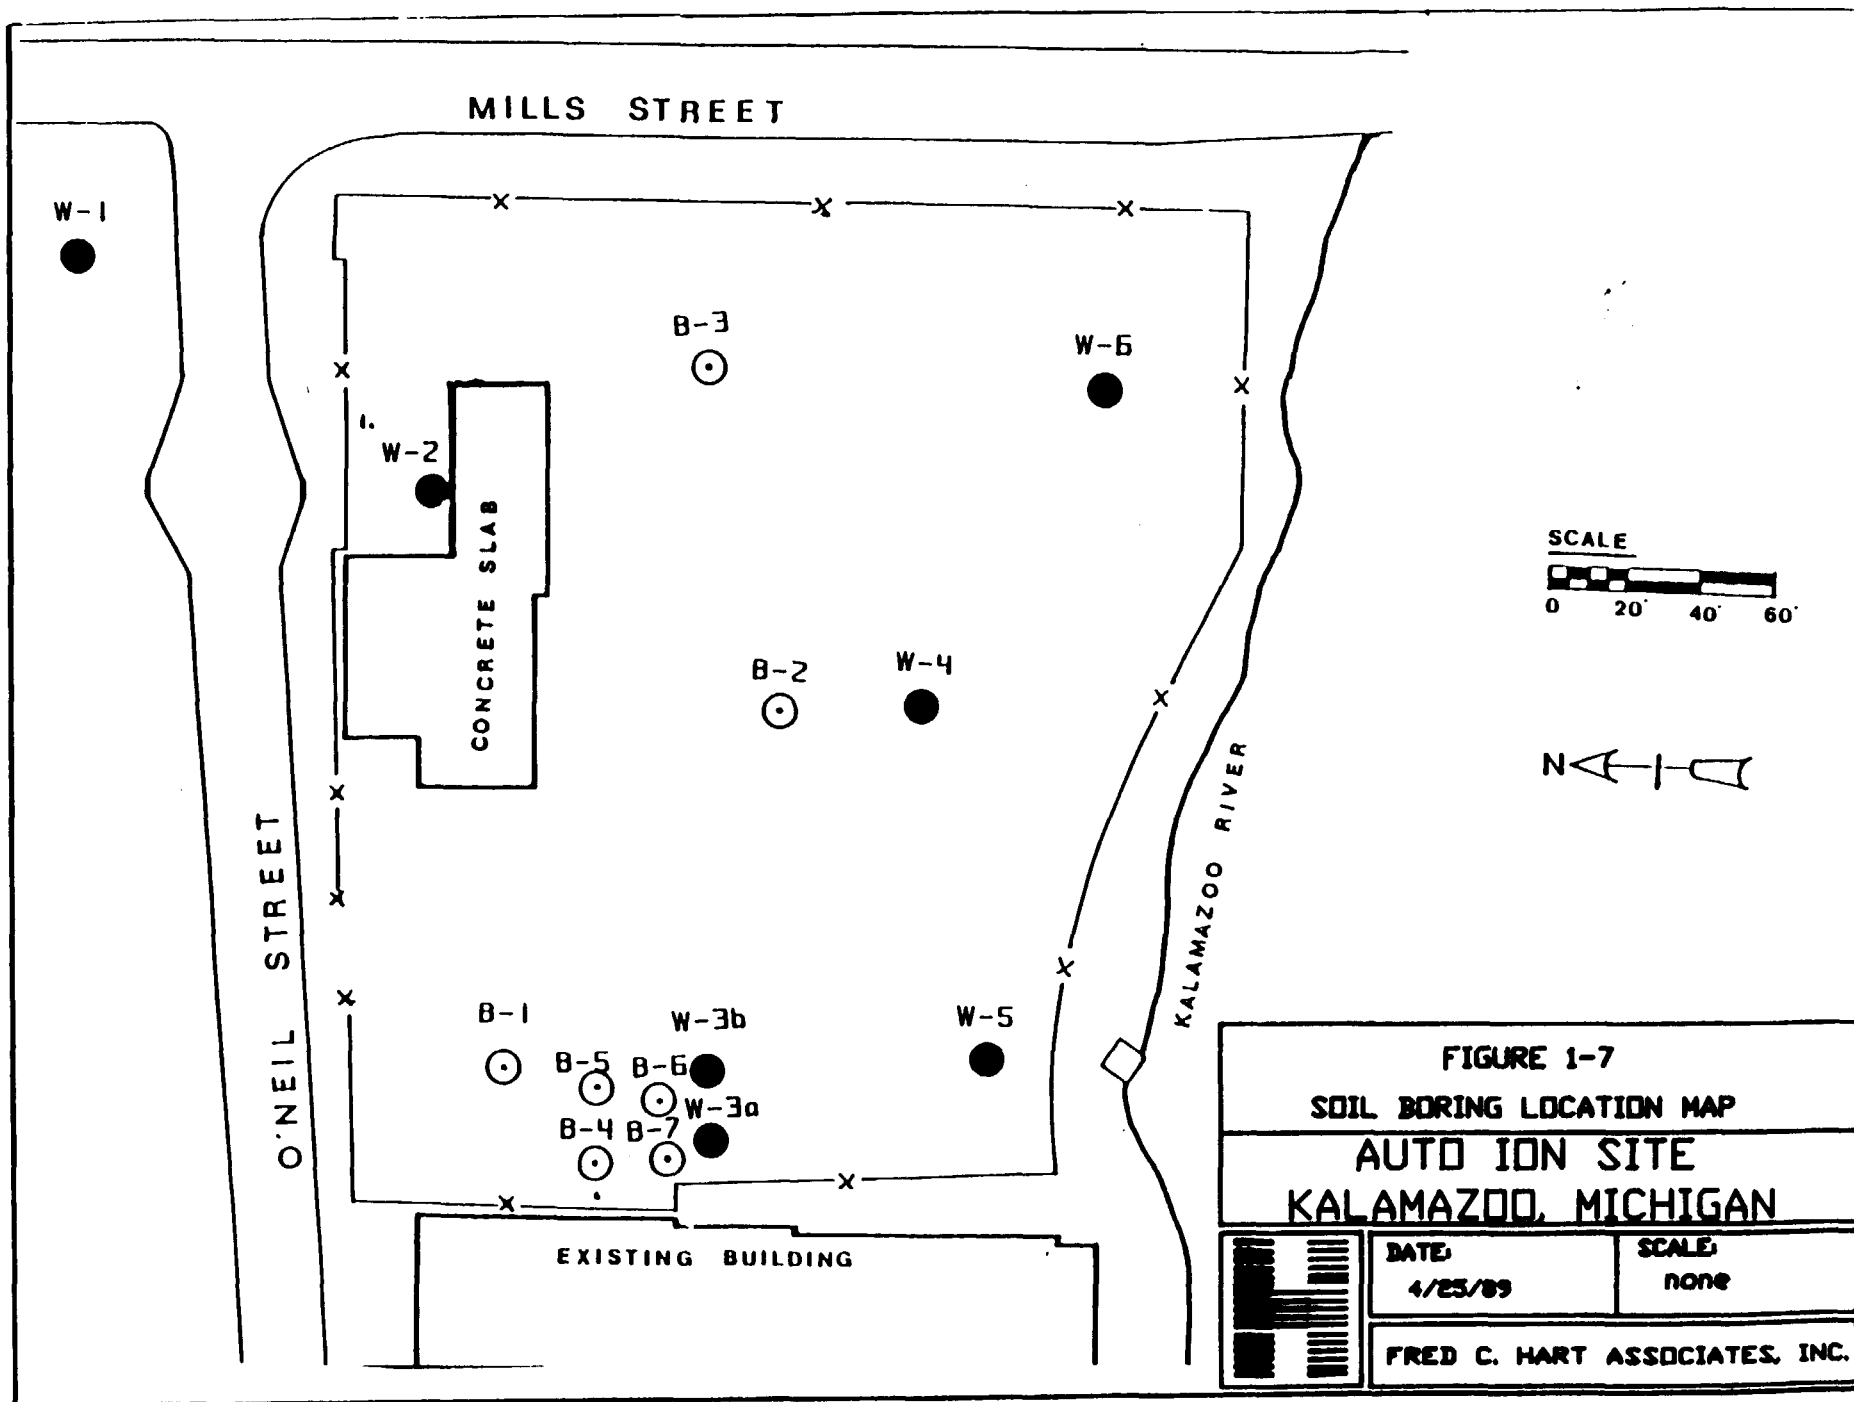 MILLS STREET
W-1
B-3
W-6
1.
W-2
CONCRETE SLAB
SCALE
0 20' 40' 60'
B-2
W-4
N
KALAMAZOO RIVER
O'NEIL STREET
B-1
W-3b
W-5
B-5
B-6
W-3a
B-4
B-7
EXISTING BUILDING
FIGURE 1-7
SOIL BORING LOCATION MAP
AUTO ION SITE
KALAMAZOO, MICHIGAN
DATE:
4/25/89
SCALE:
none
FRED C. HART ASSOCIATES, INC.